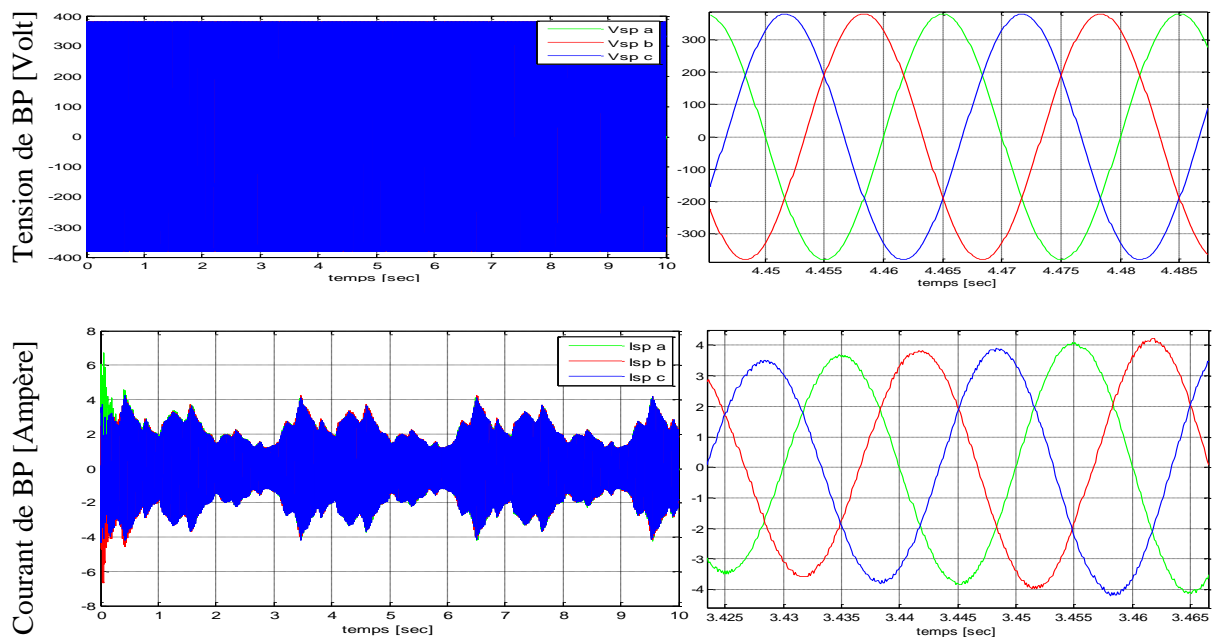 Tension de BP [Volt]
400
300
200
100
0
-100
-200
-300
-400
0 1 2 3 4 5 6 7 8 9 10
temps [sec]
Vsp a
Vsp b
Vsp c
300
200
100
0
-100
-200
-300
4.45 4.455 4.46 4.465 4.47 4.475 4.48 4.485
temps [sec]
Courant de BP [Ampère]
8
6
4
2
0
-2
-4
-6
-8
0 1 2 3 4 5 6 7 8 9 10
temps [sec]
Isp a
Isp b
Isp c
4
3
2
1
0
-1
-2
-3
-4
3.425 3.43 3.435 3.44 3.445 3.45 3.455 3.46 3.465
temps [sec]